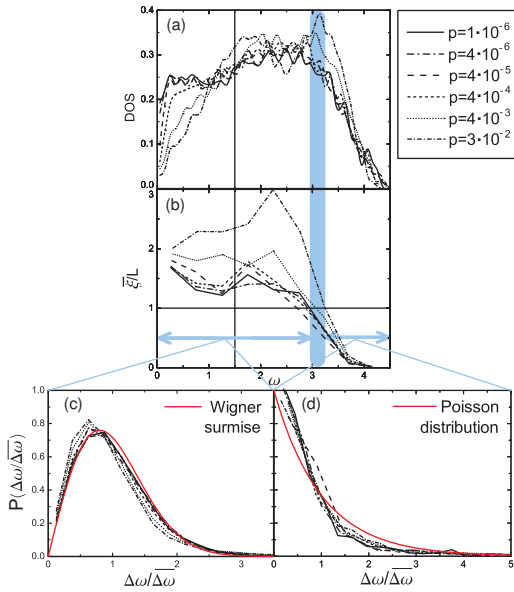 (a)
DOS
0.4
0.3
0.2
0.1
0.0
p=1·10⁻⁶
p=4·10⁻⁶
p=4·10⁻⁵
p=4·10⁻⁴
p=4·10⁻³
p=3·10⁻²
(b)
ξ̅/L
3
2
1
0
0 1 2 3 4
ω
(c)
Wigner
surmise
P(Δω/Δω̅)
1.0
0.8
0.6
0.4
0.2
0.0
0 1 2 3
Δω/Δω̅
(d)
Poisson
distribution
0 1 2 3 4 5
Δω/Δω̅